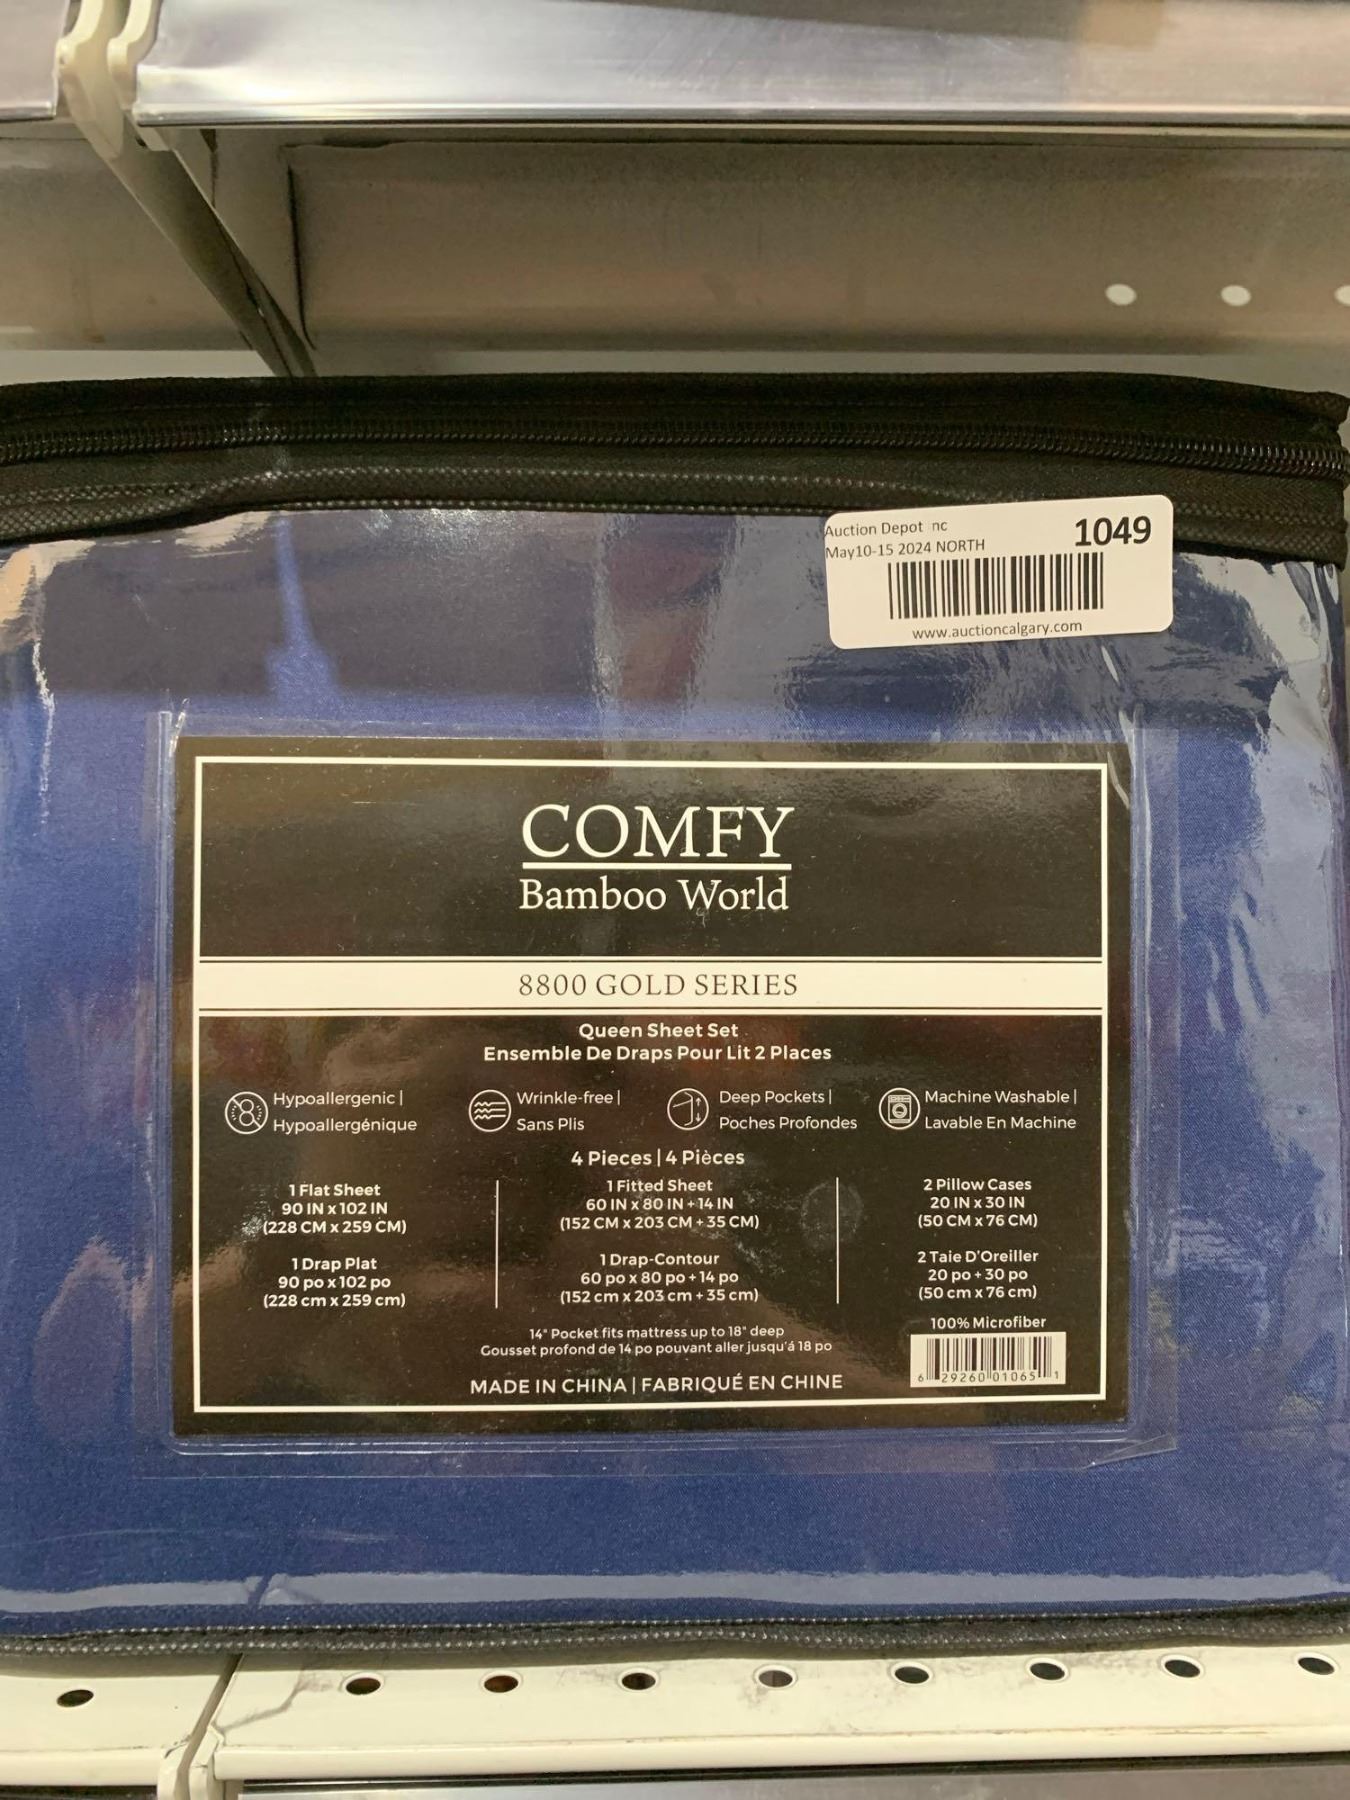 Auction Depot nc
May10-15 2024 NORTH
1049
www.auctioncalgary.com
COMFY
Bamboo World
8800 GOLD SERIES
Queen Sheet Set
Ensemble De Draps Pour Lit 2 Places
Hypoallergenic |
Hypoallergénique
Wrinkle-free |
Sans Plis
Deep Pockets |
Poches Profondes
Machine Washable |
Lavable En Machine
4 Pieces | 4 Pièces
1 Flat Sheet
90 IN x 102 IN
(228 CM x 259 CM)
1 Drap Plat
90 po x 102 po
(228 cm x 259 cm)
1 Fitted Sheet
60 IN x 80 IN + 14 IN
(152 CM x 203 CM + 35 CM)
1 Drap-Contour
60 po x 80 po + 14 po
(152 cm x 203 cm + 35 cm)
2 Pillow Cases
20 IN x 30 IN
(50 CM x 76 CM)
2 Taie D'Oreiller
20 po + 30 po
(50 cm x 76 cm)
14" Pocket fits mattress up to 18" deep
Gousset profond de 14 po pouvant aller jusqu'á 18 po
MADE IN CHINA | FABRIQUÉ EN CHINE
100% Microfiber
6 29260 01065 1